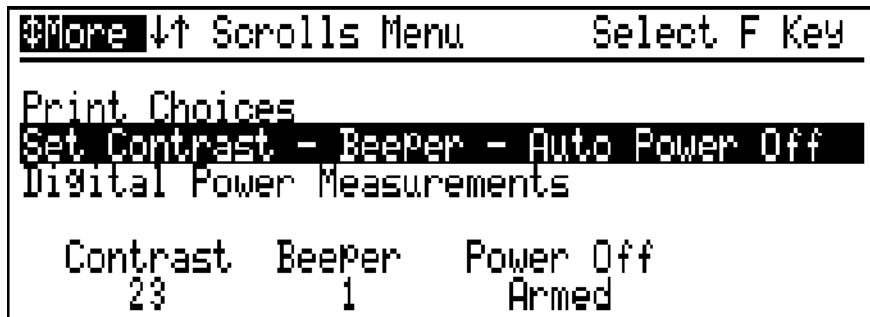 ↕More ↓↑ Scrolls Menu Select F Key
Print Choices
Set Contrast - Beeper - Auto Power Off
Digital Power Measurements
Contrast Beeper Power Off
23 1 Armed